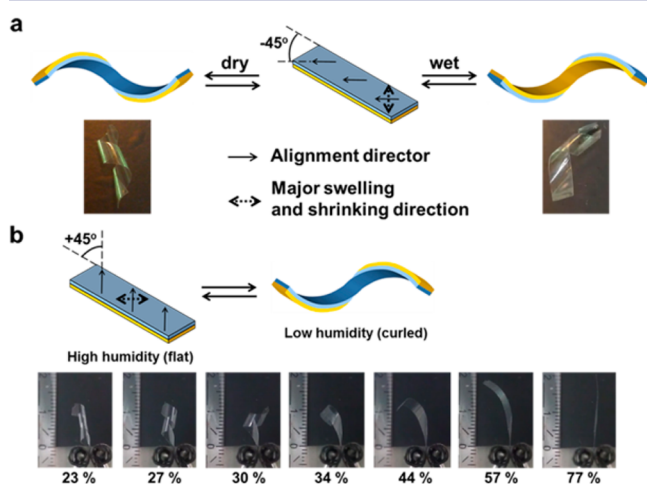 a
-45°
dry
wet
Alignment director
Major swelling
and shrinking direction
b
+45°
High humidity (flat)
Low humidity (curled)
23 %
27 %
30 %
34 %
44 %
57 %
77 %